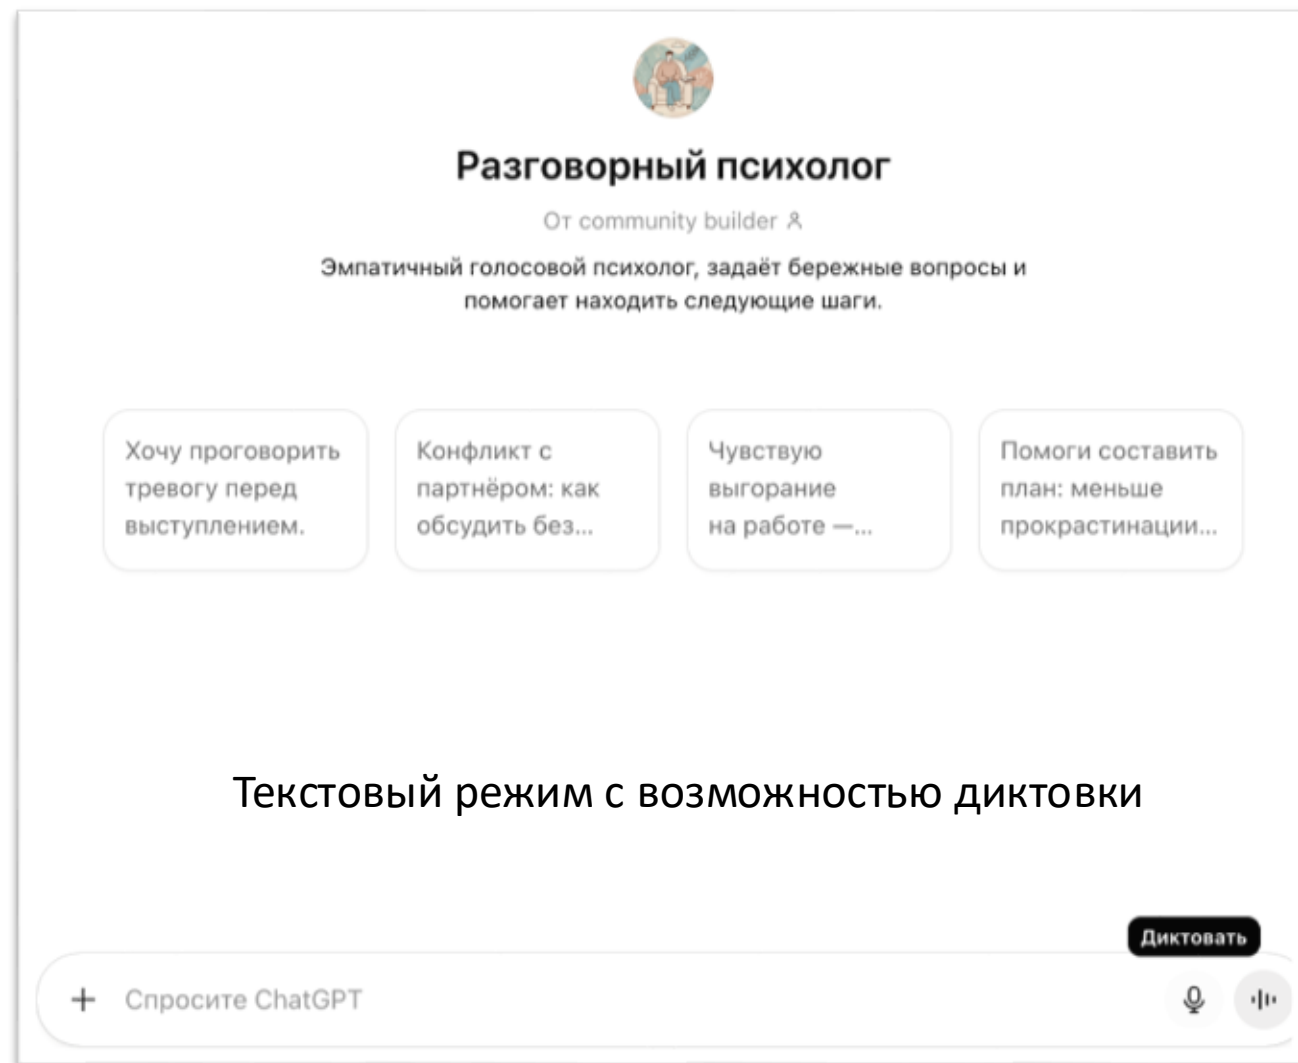 Разговорный психолог
От community builder
Эмпатичный голосовой психолог, задаёт бережные вопросы и
помогает находить следующие шаги.
Хочу проговорить
тревогу перед
выступлением.
Конфликт с
партнёром: как
обсудить без...
Чувствую
выгорание
на работе —...
Помоги составить
план: меньше
прокрастинации...
Текстовый режим с возможностью диктовки
Диктовать
Спросите ChatGPT